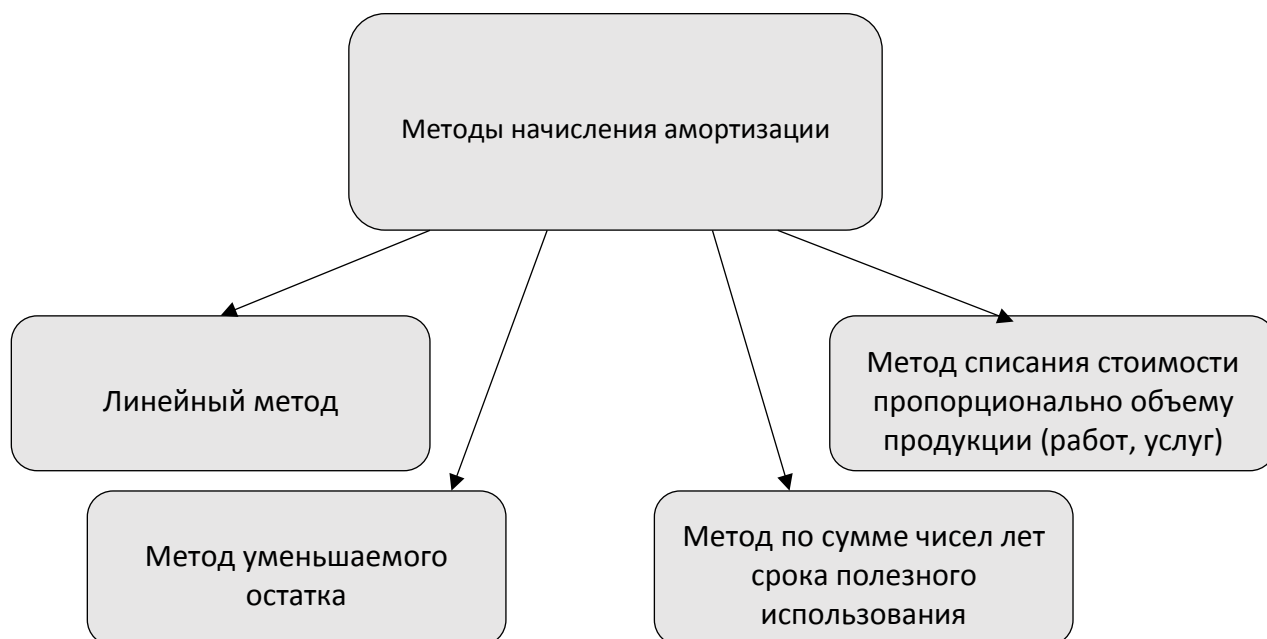 Методы начисления амортизации
Линейный метод
Метод списания стоимости
пропорционально объему
продукции (работ, услуг)
Метод уменьшаемого
остатка
Метод по сумме чисел лет
срока полезного
использования